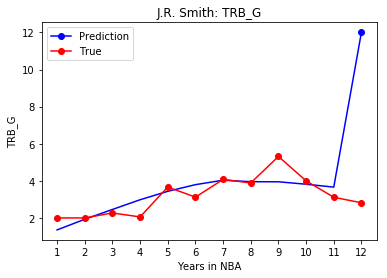 J.R. Smith: TRB_G
Prediction
True
12
10
8
6
4
2
TRB_G
1 2 3 4 5 6 7 8 9 10 11 12
Years in NBA